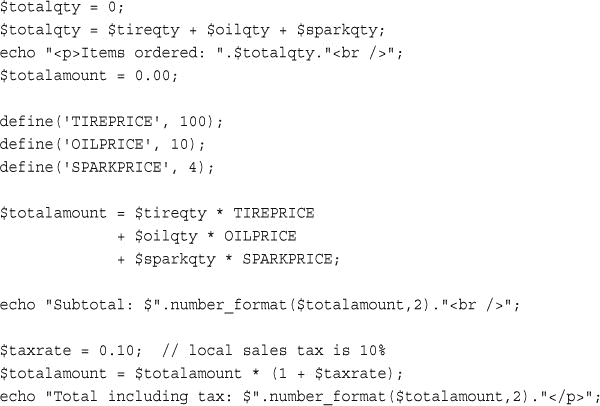 $totalqty = 0;
$totalqty = $tireqty + $oilqty + $sparkqty;
echo "<p>Items ordered: ".$totalqty."<br />";
$totalamount = 0.00;

define('TIREPRICE', 100);
define('OILPRICE', 10);
define('SPARKPRICE', 4);

$totalamount = $tireqty * TIREPRICE
             + $oilqty * OILPRICE
             + $sparkqty * SPARKPRICE;

echo "Subtotal: $".number_format($totalamount,2)."<br />";

$taxrate = 0.10;  // local sales tax is 10%
$totalamount = $totalamount * (1 + $taxrate);
echo "Total including tax: $".number_format($totalamount,2)."</p>";